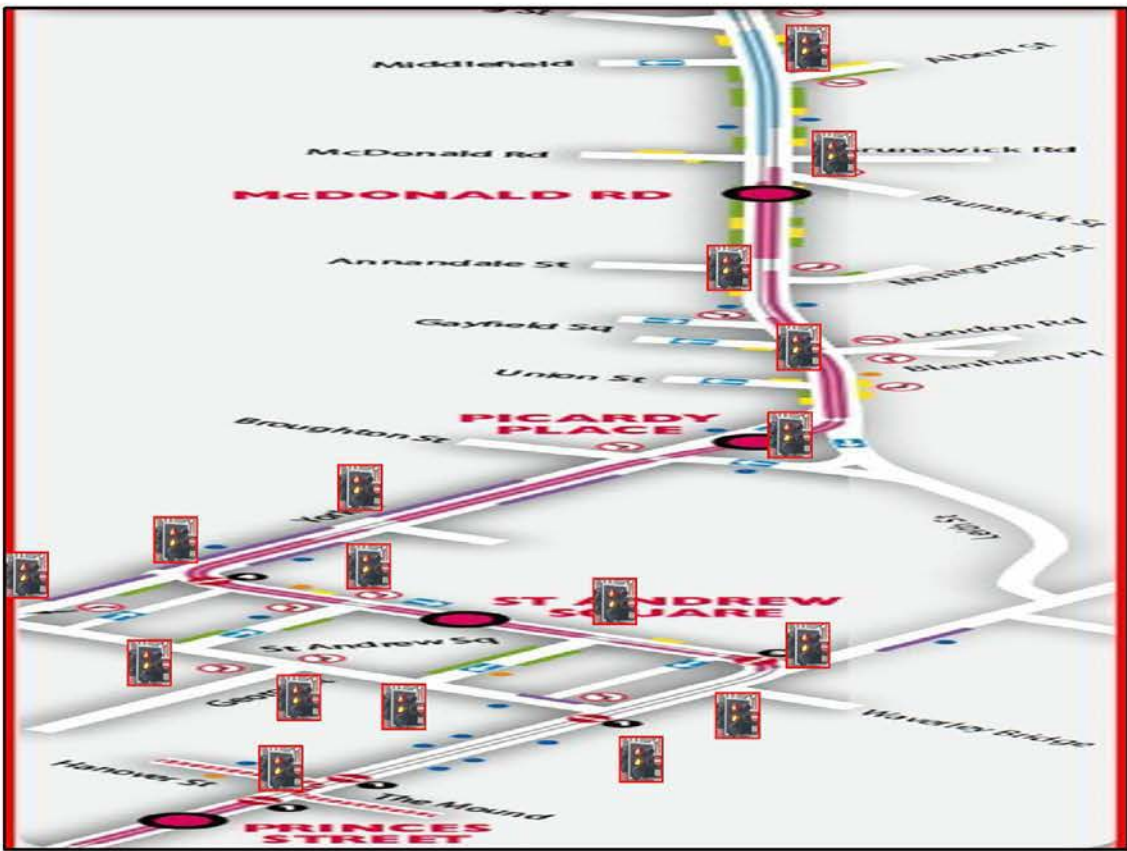 Middlefield
Albert St
McDonald Rd
Brunswick Rd
McDONALD RD
Brunswick St
Annandale St
Montgomery St
Gayfield Sq
London Rd
Blenheim Pl
Union St
PICARDY
PLACE
Broughton St
York
Leith St
ST ANDREW
SQUARE
St Andrew Sq
Waverley Bridge
Hanover St
The Mound
PRINCES
STREET